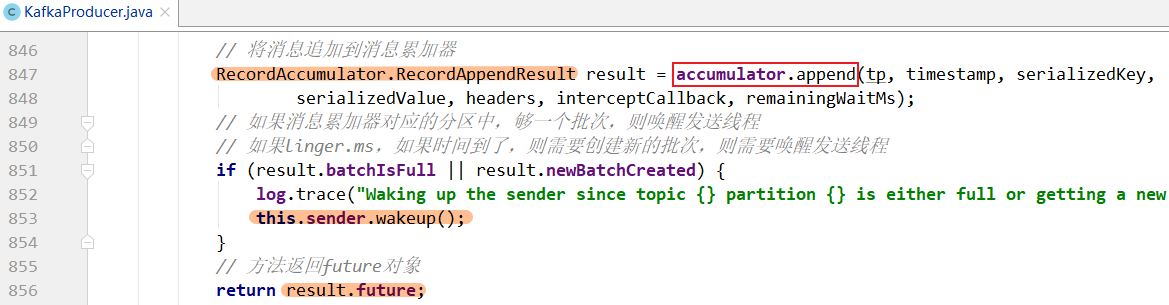 KafkaProducer.java
846 // 将消息追加到消息累加器
847 RecordAccumulator.RecordAppendResult result = accumulator.append(tp, timestamp, serializedKey,
848 serializedValue, headers, interceptCallback, remainingWaitMs);
849 // 如果消息累加器对应的分区中，够一个批次，则唤醒发送线程
850 // 如果linger.ms，如果时间到了，则需要创建新的批次，则需要唤醒发送线程
851 if (result.batchIsFull || result.newBatchCreated) {
852 log.trace("Waking up the sender since topic {} partition {} is either full or getting a new
853 this.sender.wakeup();
854 }
855 // 方法返回future对象
856 return result.future;